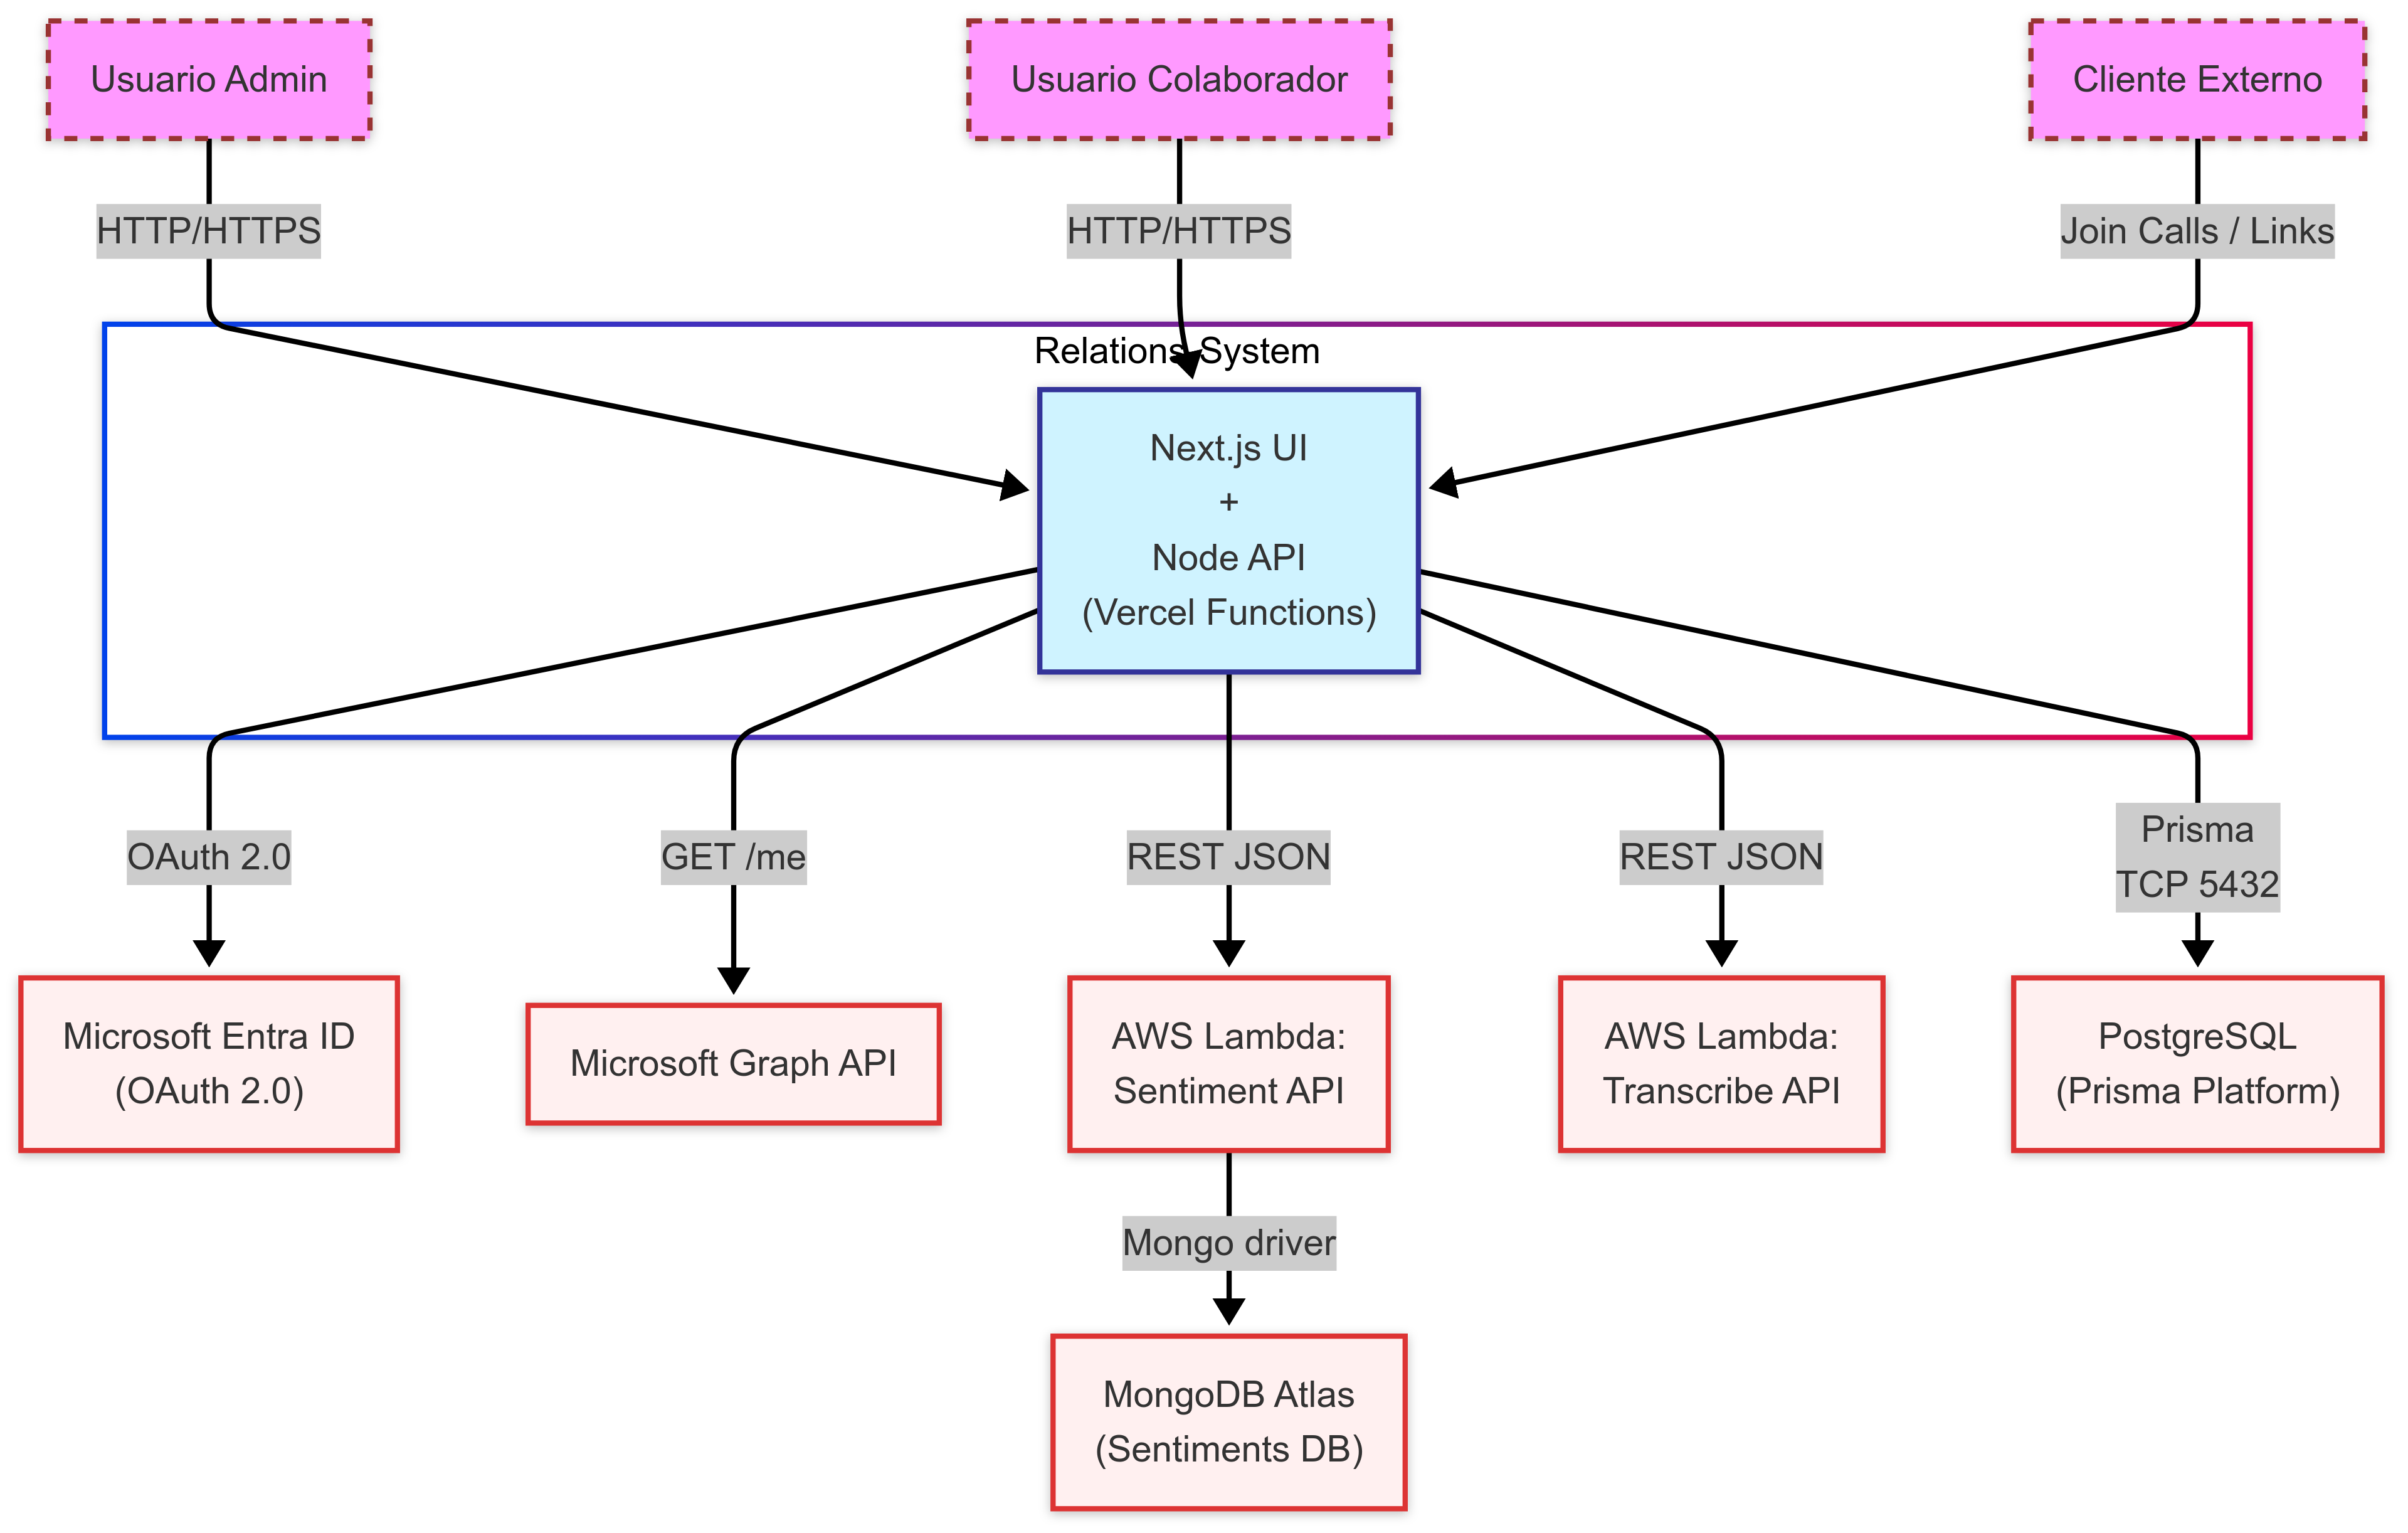 Usuario Admin
Usuario Colaborador
Cliente Externo
HTTP/HTTPS
HTTP/HTTPS
Join Calls / Links
Relations System
Next.js UI
+
Node API
(Vercel Functions)
OAuth 2.0
GET /me
REST JSON
REST JSON
Prisma
TCP 5432
Microsoft Entra ID
(OAuth 2.0)
Microsoft Graph API
AWS Lambda:
Sentiment API
AWS Lambda:
Transcribe API
PostgreSQL
(Prisma Platform)
Mongo driver
MongoDB Atlas
(Sentiments DB)